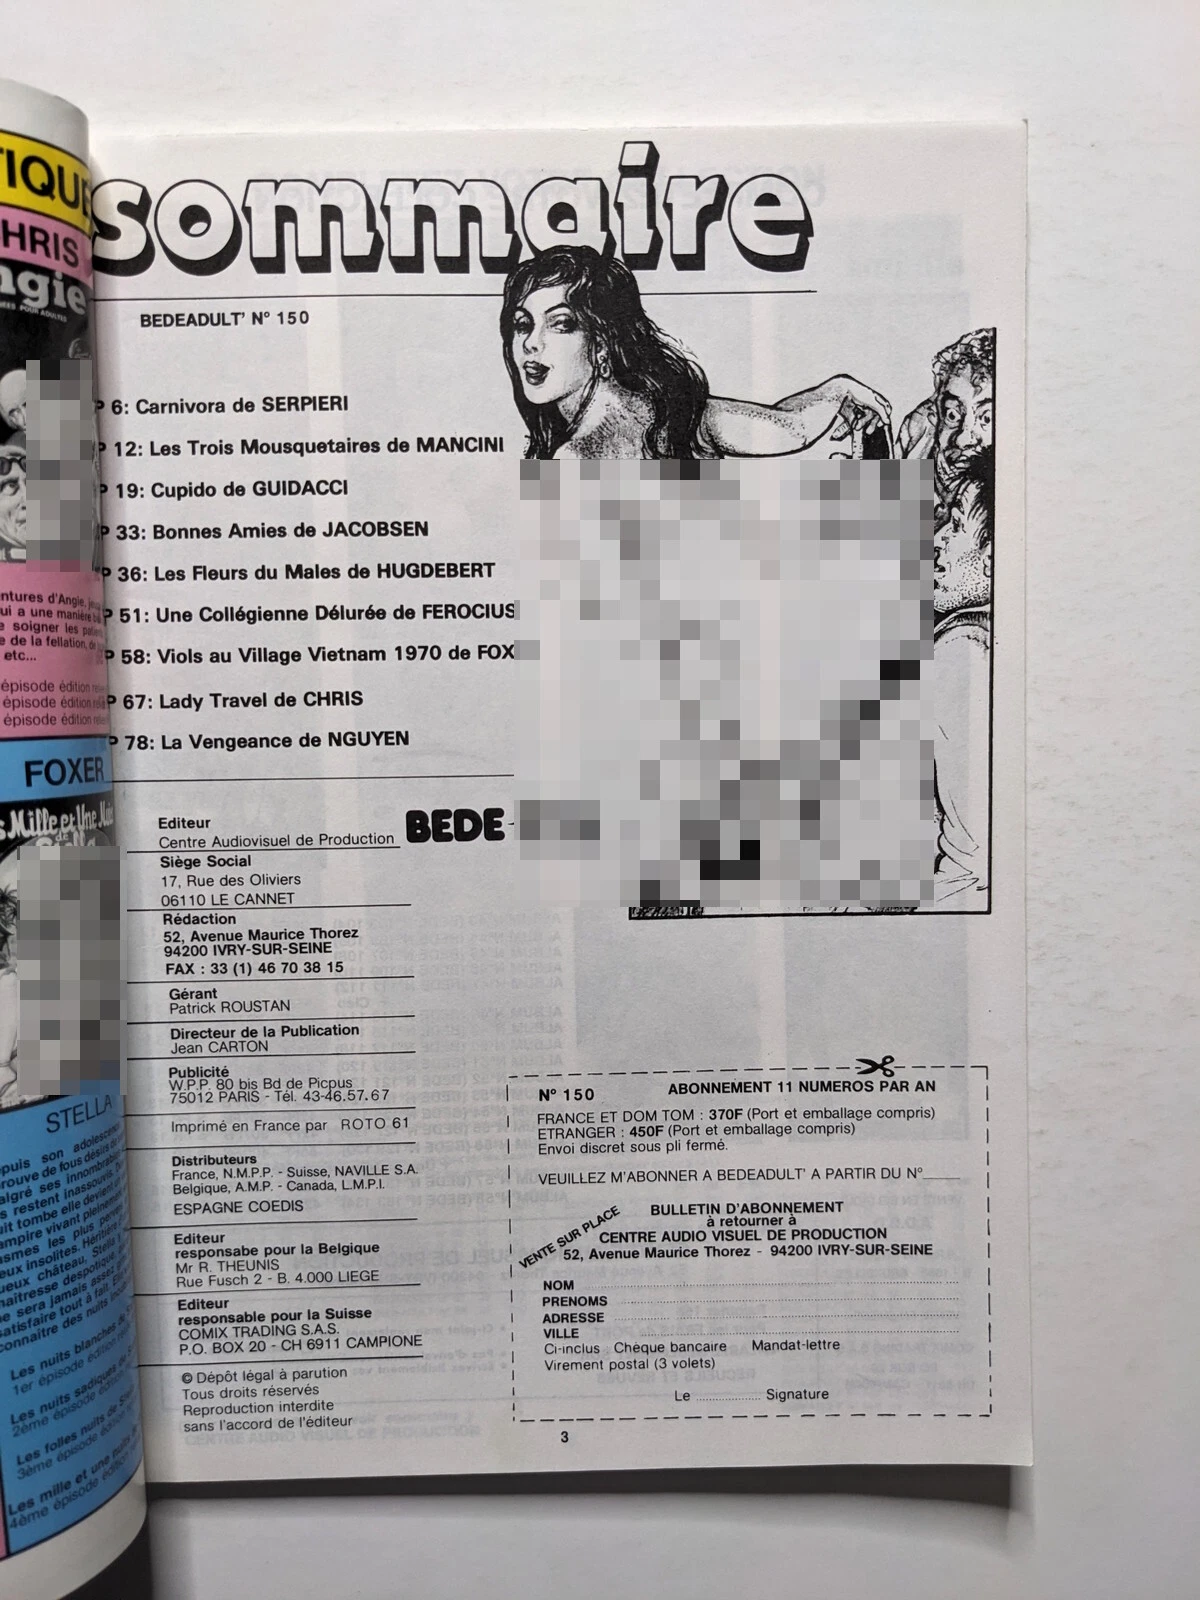 sommaire
BEDEADULT' N° 150
P 6: Carnivora de SERPIERI
P 12: Les Trois Mousquetaires de MANCINI
P 19: Cupido de GUIDACCI
P 33: Bonnes Amies de JACOBSEN
P 36: Les Fleurs du Males de HUGDEBERT
P 51: Une Collégienne Délurée de FEROCIUS
P 58: Viols au Village Vietnam 1970 de FOX
P 67: Lady Travel de CHRIS
P 78: La Vengeance de NGUYEN
Editeur
Centre Audiovisuel de Production
BEDE
Siège Social
17, Rue des Oliviers
06110 LE CANNET
Rédaction
52, Avenue Maurice Thorez
94200 IVRY-SUR-SEINE
FAX : 33 (1) 46 70 38 15
Gérant
Patrick ROUSTAN
Directeur de la Publication
Jean CARTON
Publicité
W.P.P. 80 bis Bd de Picpus
75012 PARIS - Tél. 43-46.57.67
Imprimé en France par ROTO 61
Distributeurs
France, N.M.P.P. - Suisse, NAVILLE S.A.
Belgique, A.M.P. - Canada, L.M.P.I.
ESPAGNE COEDIS
Editeur
responsabe pour la Belgique
Mr R. THEUNIS
Rue Fusch 2 - B. 4.000 LIEGE
Editeur
responsable pour la Suisse
COMIX TRADING S.A.S.
P.O. BOX 20 - CH 6911 CAMPIONE
© Dépôt légal à parution
Tous droits réservés
Reproduction interdite
sans l'accord de l'éditeur
N° 150 ABONNEMENT 11 NUMEROS PAR AN
FRANCE ET DOM TOM : 370F (Port et emballage compris)
ETRANGER : 450F (Port et emballage compris)
Envoi discret sous pli fermé.
VEUILLEZ M'ABONNER A BEDEADULT' A PARTIR DU N°
VENTE SUR PLACE
BULLETIN D'ABONNEMENT
à retourner à
CENTRE AUDIO VISUEL DE PRODUCTION
52, Avenue Maurice Thorez - 94200 IVRY-SUR-SEINE
NOM
PRENOMS
ADRESSE
VILLE
Ci-inclus Chèque bancaire Mandat-lettre
Virement postal (3 volets)
Le Signature
3
CHRIS
FOXER
STELLA